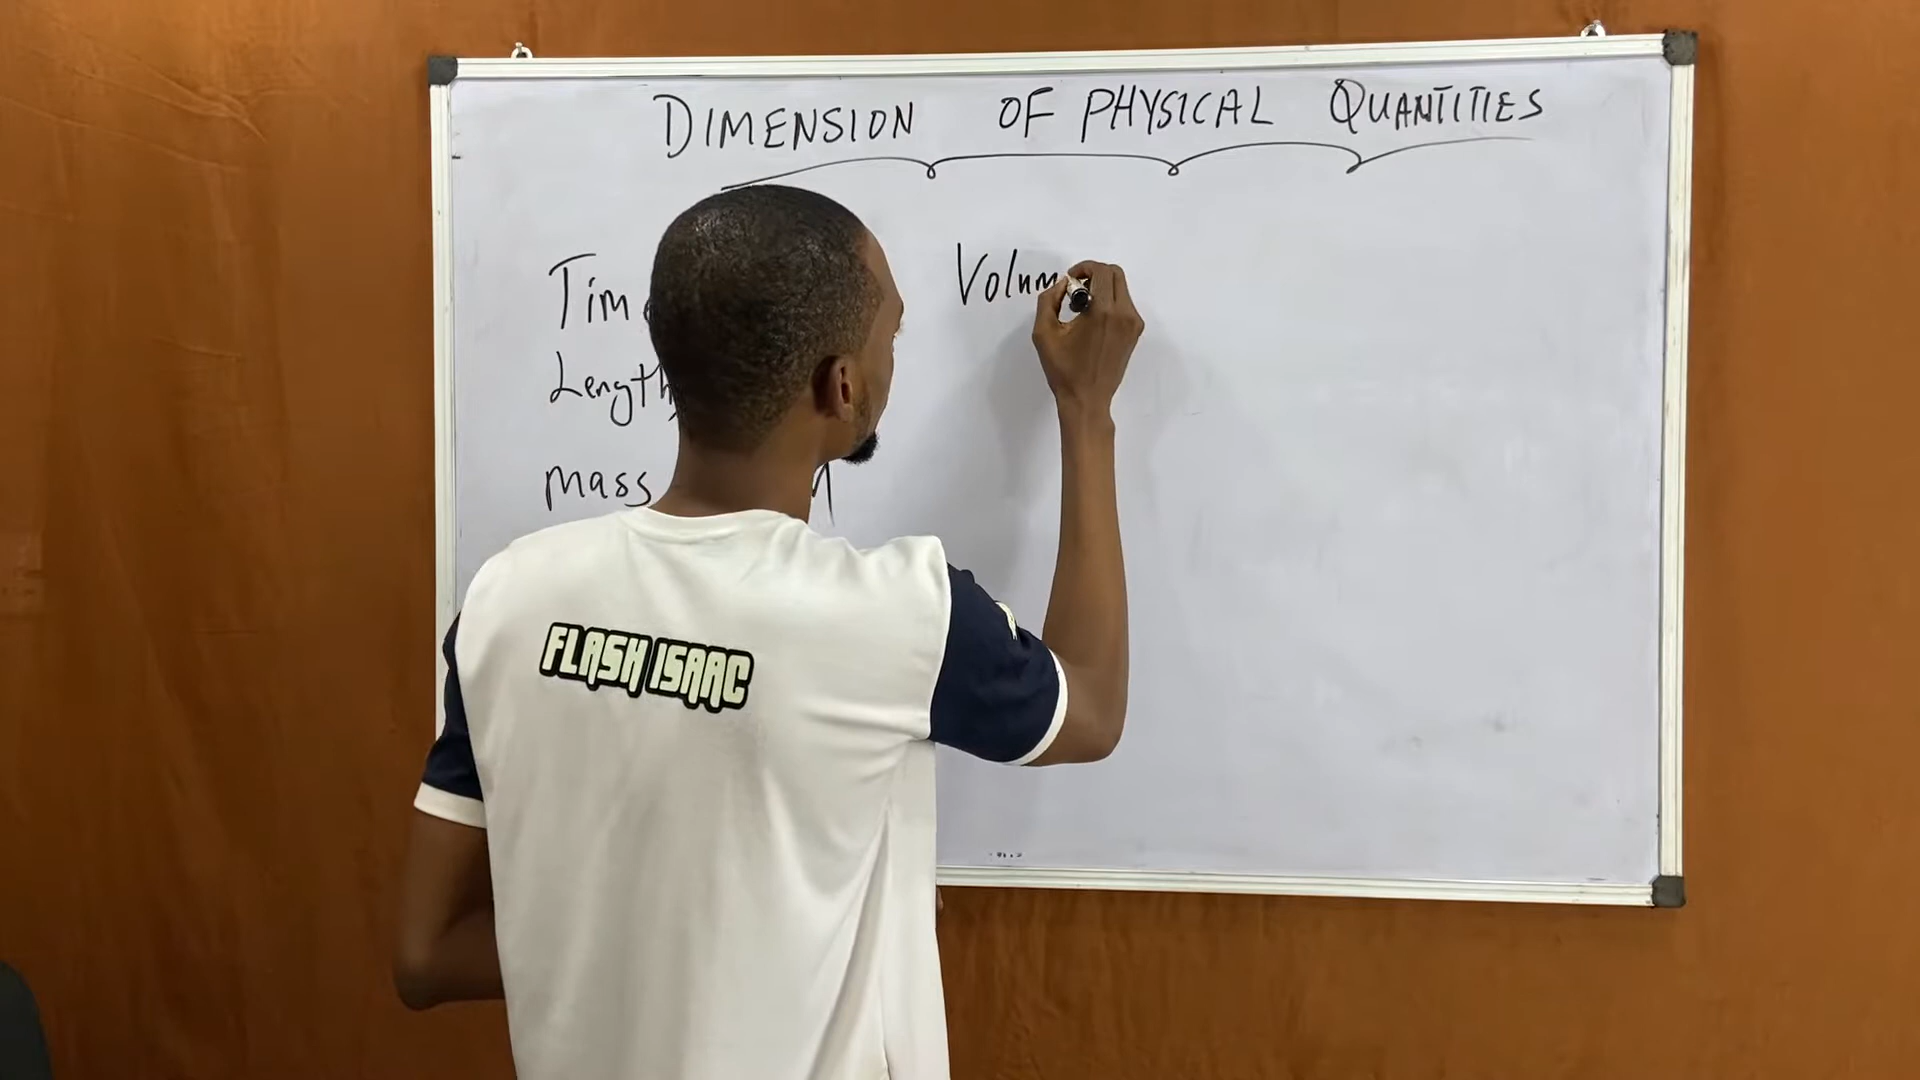 DIMENSION OF PHYSICAL QUANTITIES
Time
Length
mass
Volum
FLASH ISAAC